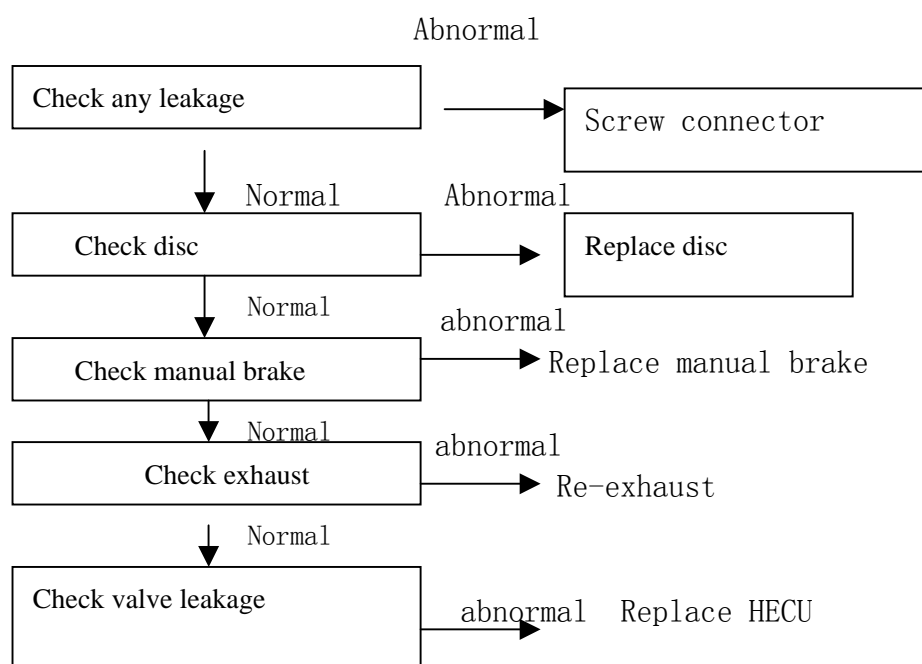 Abnormal
Check any leakage
Screw connector
Normal
Abnormal
Check disc
Replace disc
Normal
abnormal
Check manual brake
Replace manual brake
Normal
abnormal
Check exhaust
Re-exhaust
Normal
Check valve leakage
abnormal Replace HECU